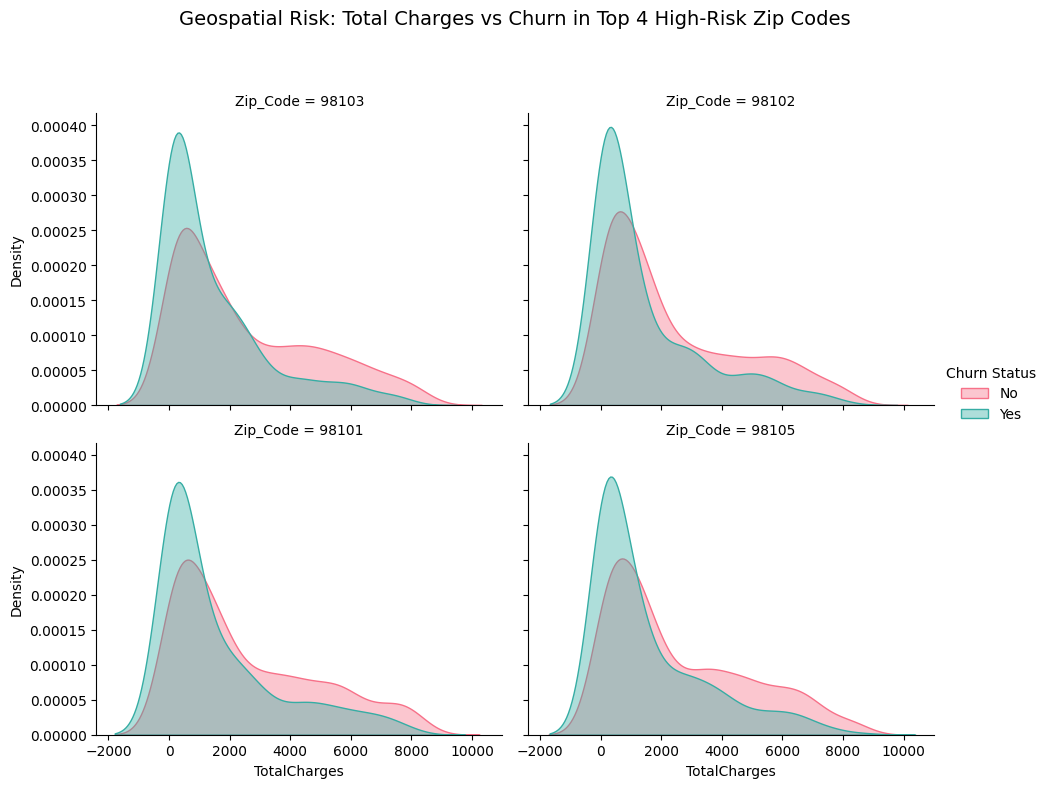 Geospatial Risk: Total Charges vs Churn in Top 4 High-Risk Zip Codes
Zip_Code = 98103
0.00040
0.00035
0.00030
0.00025
0.00020
0.00015
0.00010
0.00005
0.00000
Density
Zip_Code = 98102
Churn Status
No
Yes
Zip_Code = 98101
0.00040
0.00035
0.00030
0.00025
0.00020
0.00015
0.00010
0.00005
0.00000
Density
−2000 0 2000 4000 6000 8000 10000
TotalCharges
Zip_Code = 98105
−2000 0 2000 4000 6000 8000 10000
TotalCharges